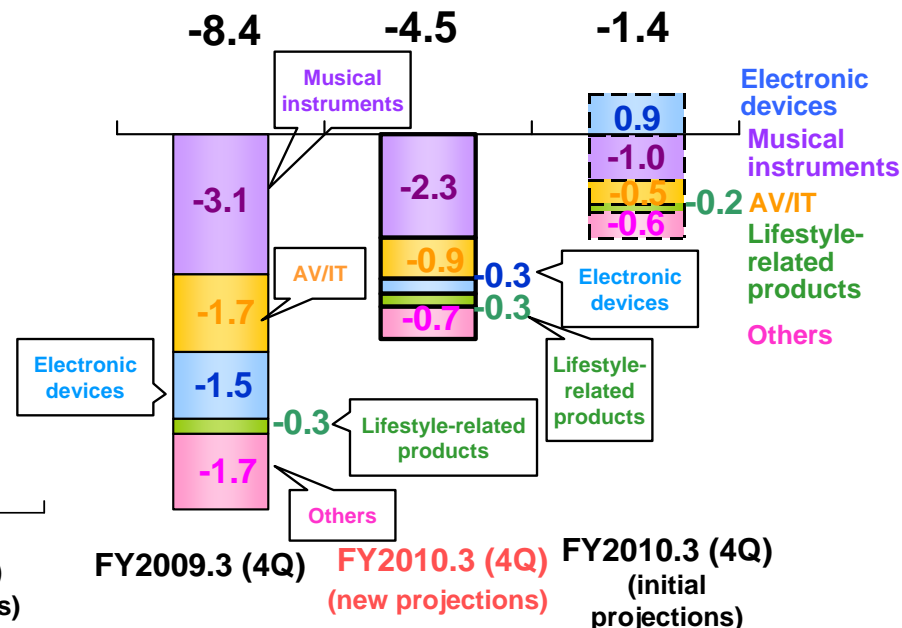 -8.4
-4.5
-1.4
Musical
instruments
Electronic
devices
0.9
Musical
instruments
-3.1
-2.3
-1.0
-0.5
-0.2
AV/IT
-0.6
Lifestyle-
related
products
AV/IT
-0.9
-0.3
Electronic
devices
-1.7
-0.3
-0.7
Others
Electronic
devices
-1.5
Lifestyle-
related
products
-0.3
Lifestyle-related
products
-1.7
Others
FY2009.3 (4Q)
FY2010.3 (4Q)
(new projections)
FY2010.3 (4Q)
(initial
projections)
)
s)